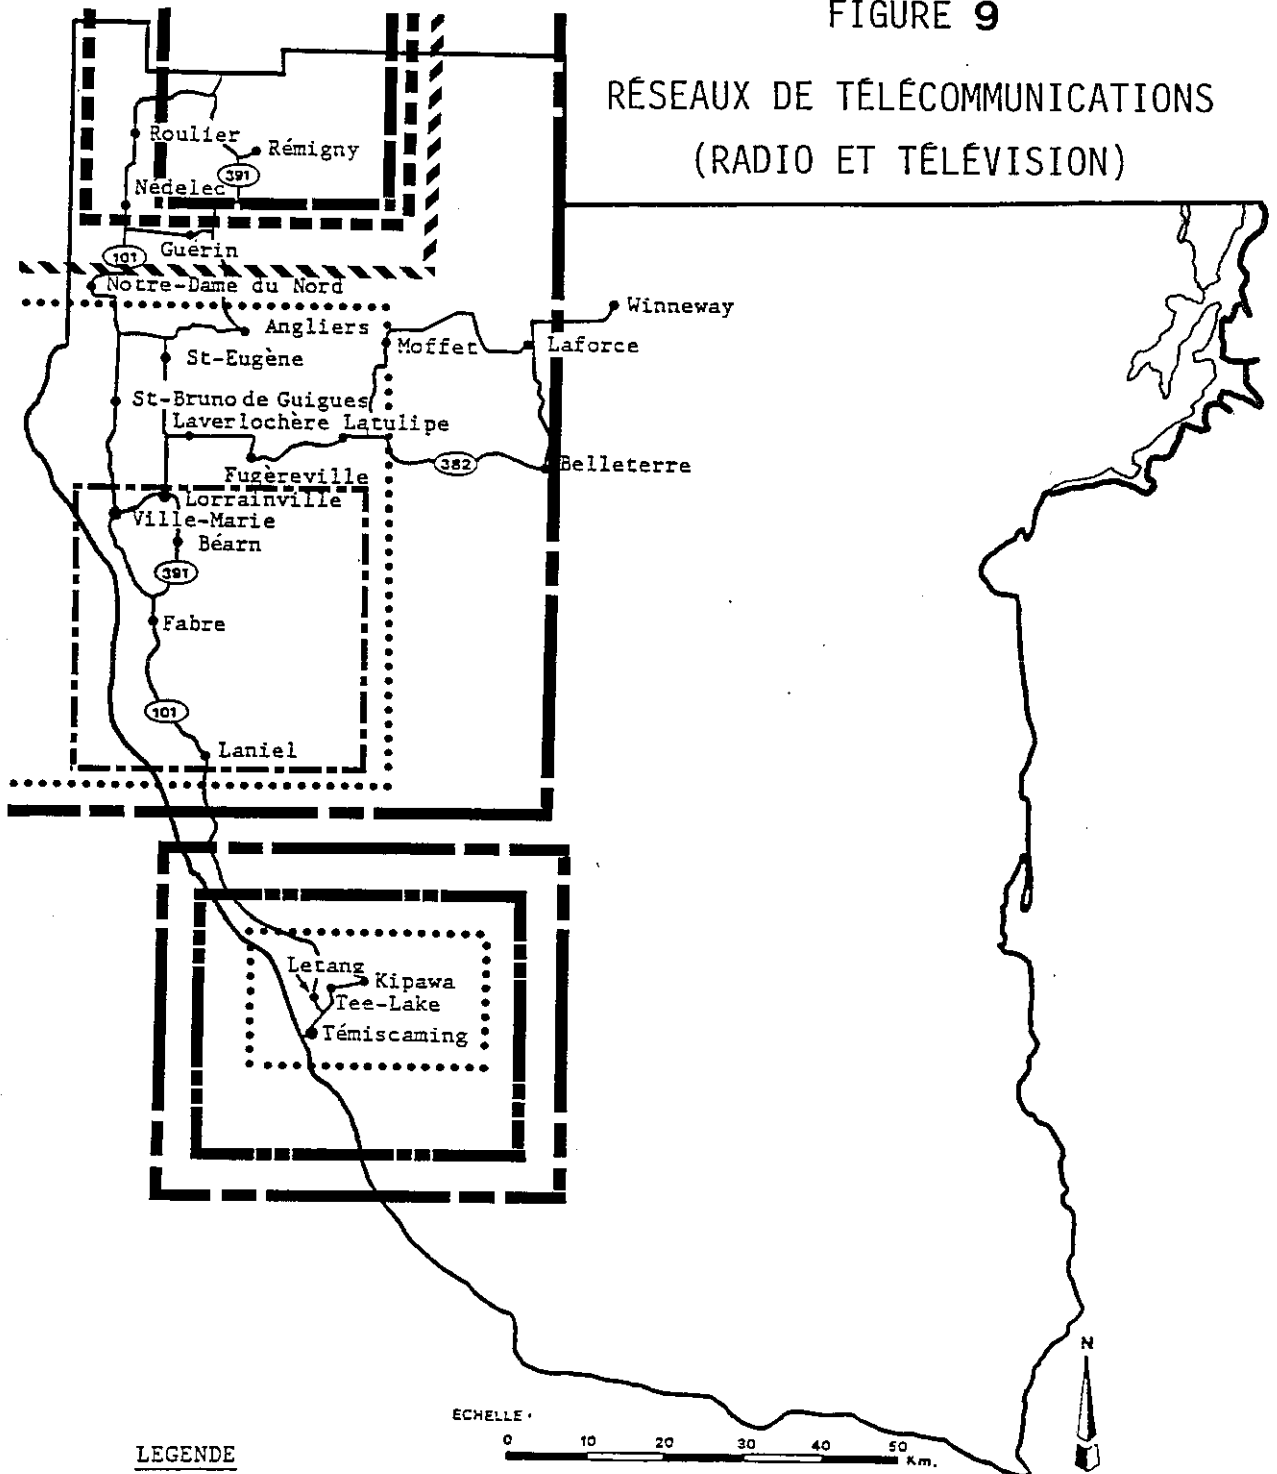 FIGURE 9
RÉSEAUX DE TÉLÉCOMMUNICATIONS
(RADIO ET TÉLÉVISION)
Roulier
Rémigny
391
Nédelec
Guérin
101
Notre-Dame du Nord
Winneway
Angliers
Moffet
Laforce
St-Eugène
St-Bruno de Guigues
Laverlochère
Latulipe
382
Belleterre
Fugèreville
Lorrainville
Ville-Marie
Béarn
391
Fabre
101
Laniel
Letang
Kipawa
Tee-Lake
Témiscaming
N
ECHELLE:
0 10 20 30 40 50
Km.
LEGENDE